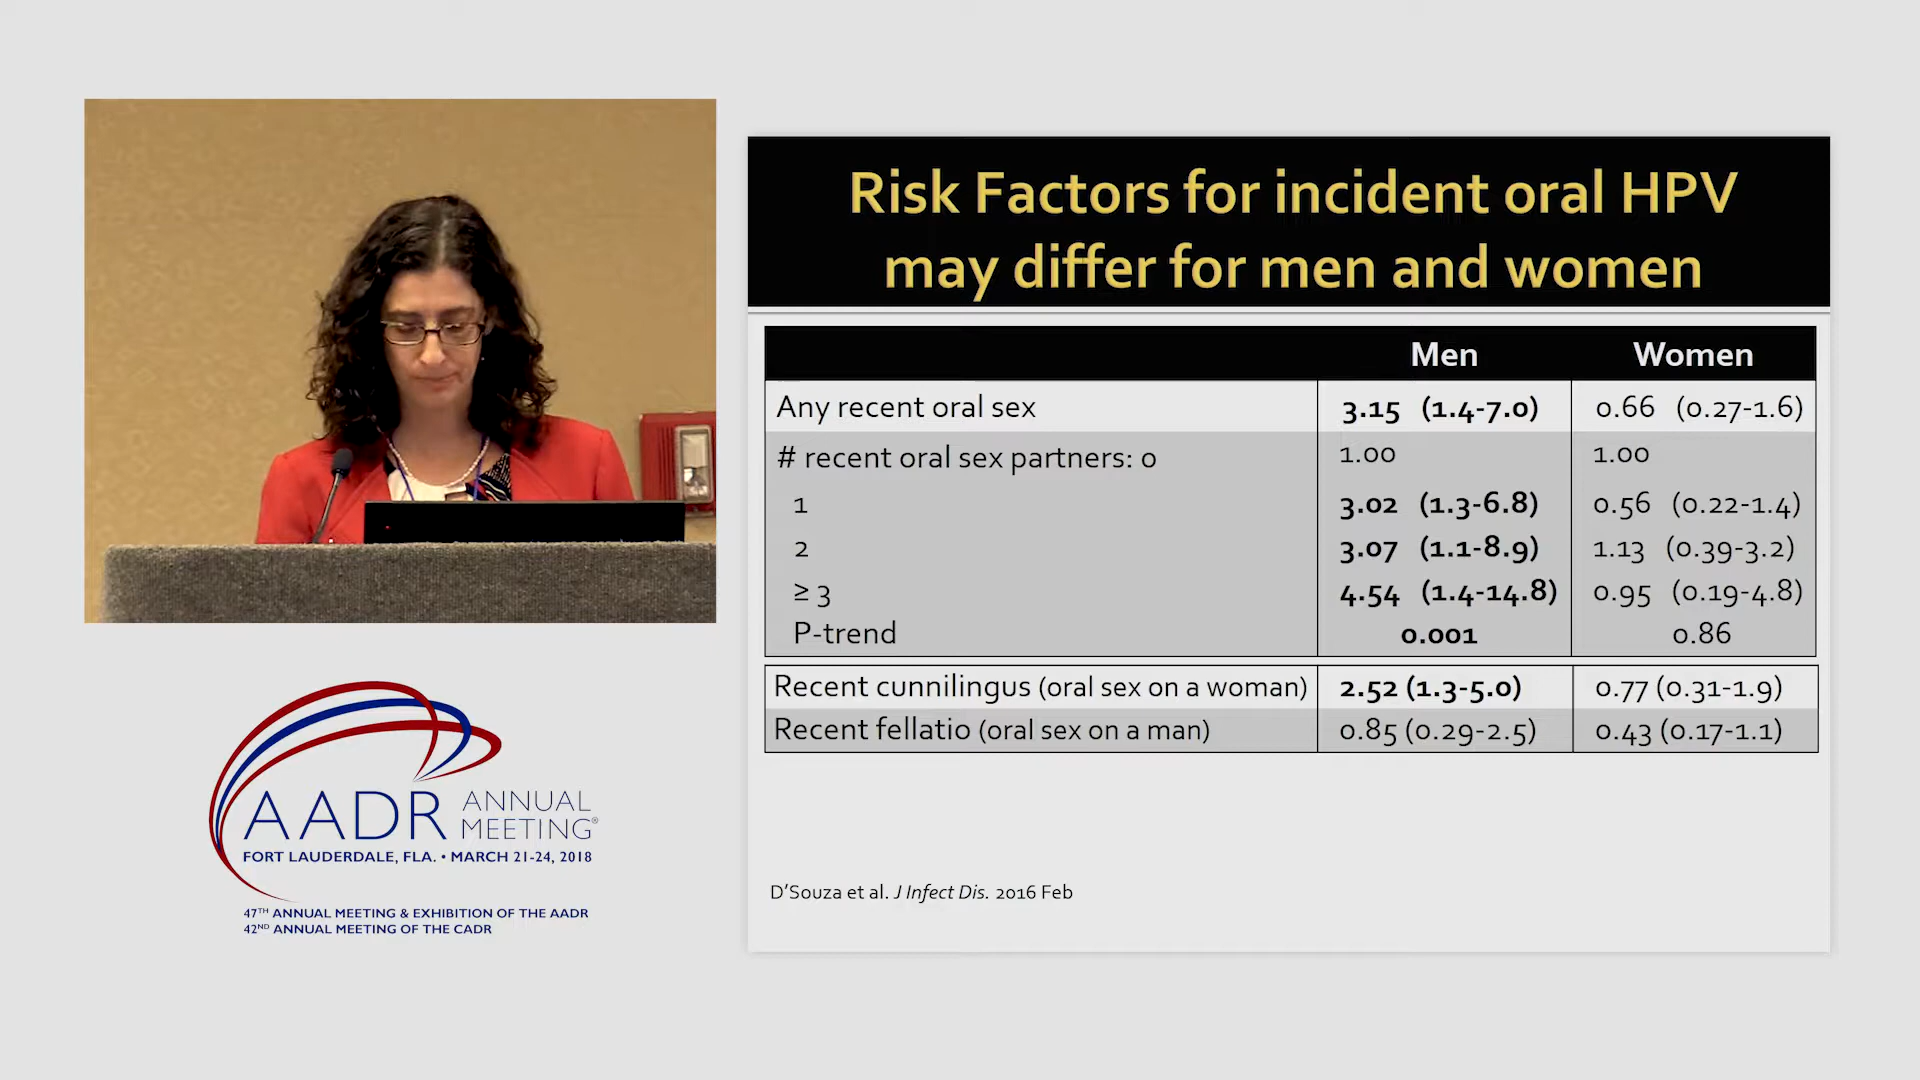 Risk Factors for incident oral HPV
may differ for men and women
Men Women
Any recent oral sex 3.15 (1.4-7.0) 0.66 (0.27-1.6)
# recent oral sex partners: 0 1.00 1.00
1 3.02 (1.3-6.8) 0.56 (0.22-1.4)
2 3.07 (1.1-8.9) 1.13 (0.39-3.2)
≥ 3 4.54 (1.4-14.8) 0.95 (0.19-4.8)
P-trend 0.001 0.86
Recent cunnilingus (oral sex on a woman) 2.52 (1.3-5.0) 0.77 (0.31-1.9)
Recent fellatio (oral sex on a man) 0.85 (0.29-2.5) 0.43 (0.17-1.1)
D'Souza et al. J Infect Dis. 2016 Feb
AADR ANNUAL
MEETING®
FORT LAUDERDALE, FLA. • MARCH 21-24, 2018
47TH ANNUAL MEETING & EXHIBITION OF THE AADR
42ND ANNUAL MEETING OF THE CADR